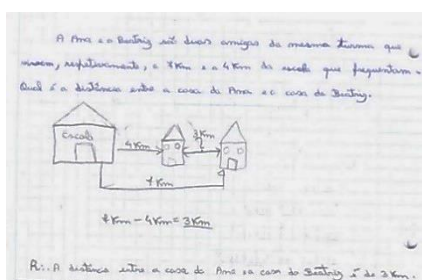 A Ana e a Beatriz são duas amigas da mesma turma que
vivem, respetivamente, a 7Km e a 4Km da escola que frequentam.
Qual é a distância entre a casa da Ana e a casa da Beatriz.
Escola
4Km
3Km
?
7Km
7Km - 4Km = 3Km
R:. A distância entre a casa da Ana e a casa da Beatriz é de 3Km.